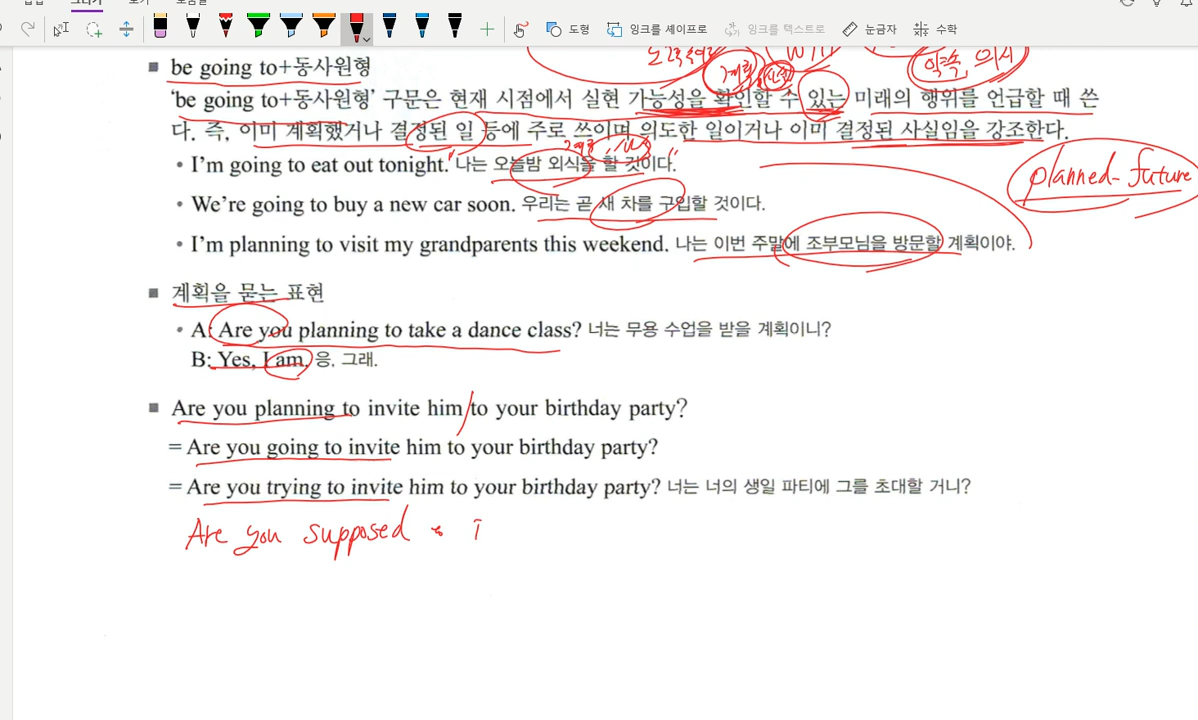 도형 잉크를 셰이프로 잉크를 텍스트로 눈금자 수학
약속, 의지
계획
be going to+동사원형
‘be going to+동사원형’ 구문은 현재 시점에서 실현 가능성을 확인할 수 있는 미래의 행위를 언급할 때 쓴
다. 즉, 이미 계획했거나 결정된 일 등에 주로 쓰이며 의도한 일이거나 이미 결정된 사실임을 강조한다.
• I’m going to eat out tonight. 나는 오늘밤 외식을 할 것이다.
planned-future
• We’re going to buy a new car soon. 우리는 곧 새 차를 구입할 것이다.
• I’m planning to visit my grandparents this weekend. 나는 이번 주말에 조부모님을 방문할 계획이야.
계획을 묻는 표현
• A: Are you planning to take a dance class? 너는 무용 수업을 받을 계획이니?
B: Yes, I am. 응, 그래.
Are you planning to invite him to your birthday party?
= Are you going to invite him to your birthday party?
= Are you trying to invite him to your birthday party? 너는 너의 생일 파티에 그를 초대할 거니?
Are you supposed to i